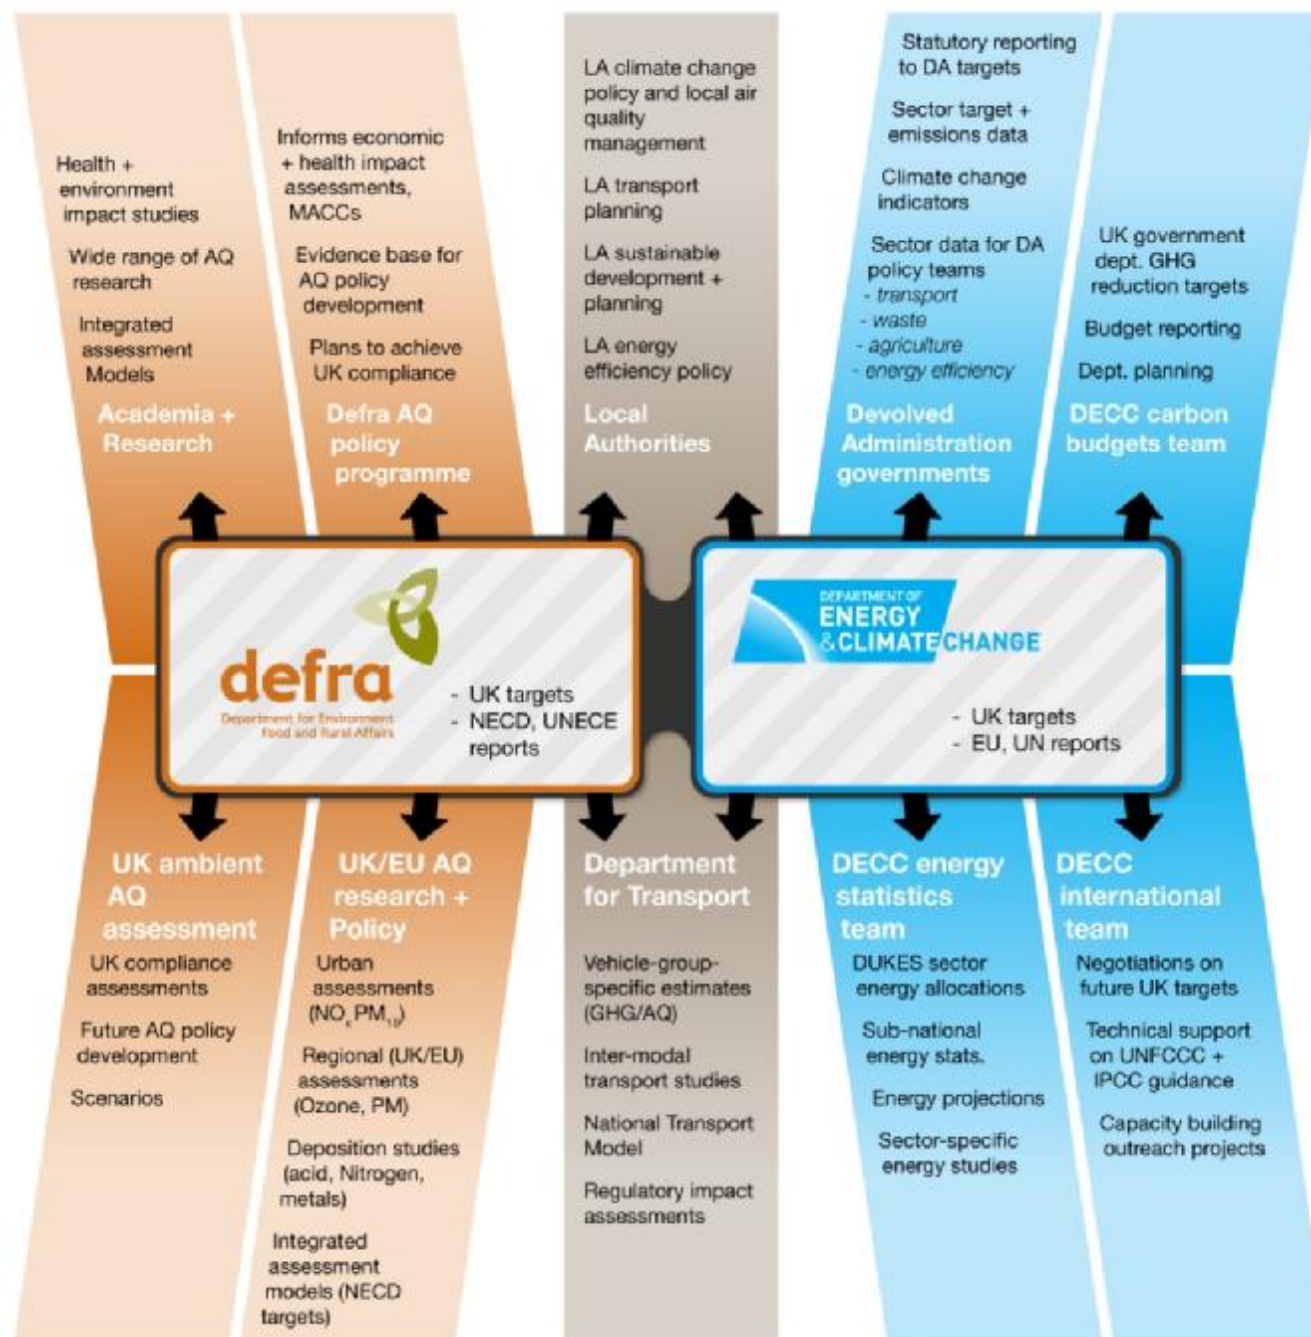 Health +
environment
impact studies
Wide range of AQ
research
Integrated
assessment
Models
Academia +
Research
Informs economic
+ health impact
assessments,
MACCs
Evidence base for
AQ policy
development
Plans to achieve
UK compliance
Defra AQ
policy
programme
LA climate change
policy and local air
quality
management
LA transport
planning
LA sustainable
development +
planning
LA energy
efficiency policy
Local
Authorities
Statutory reporting
to DA targets
Sector target +
emissions data
Climate change
indicators
Sector data for DA
policy teams
- transport
- waste
- agriculture
- energy efficiency
Devolved
Administration
governments
UK government
dept. GHG
reduction targets
Budget reporting
Dept. planning
DECC carbon
budgets team
defra
Department for Environment
Food and Rural Affairs
- UK targets
- NECD, UNECE
reports
DEPARTMENT OF
ENERGY
& CLIMATE CHANGE
- UK targets
- EU, UN reports
UK ambient
AQ
assessment
UK compliance
assessments
Future AQ policy
development
Scenarios
UK/EU AQ
research +
Policy
Urban
assessments
(NOx PM10)
Regional (UK/EU)
assessments
(Ozone, PM)
Deposition studies
(acid, Nitrogen,
metals)
Integrated
assessment
models (NECD
targets)
Department
for Transport
Vehicle-group-
specific estimates
(GHG/AQ)
Inter-modal
transport studies
National Transport
Model
Regulatory impact
assessments
DECC energy
statistics
team
DUKES sector
energy allocations
Sub-national
energy stats.
Energy projections
Sector-specific
energy studies
DECC
international
team
Negotiations on
future UK targets
Technical support
on UNFCCC +
IPCC guidance
Capacity building
outreach projects